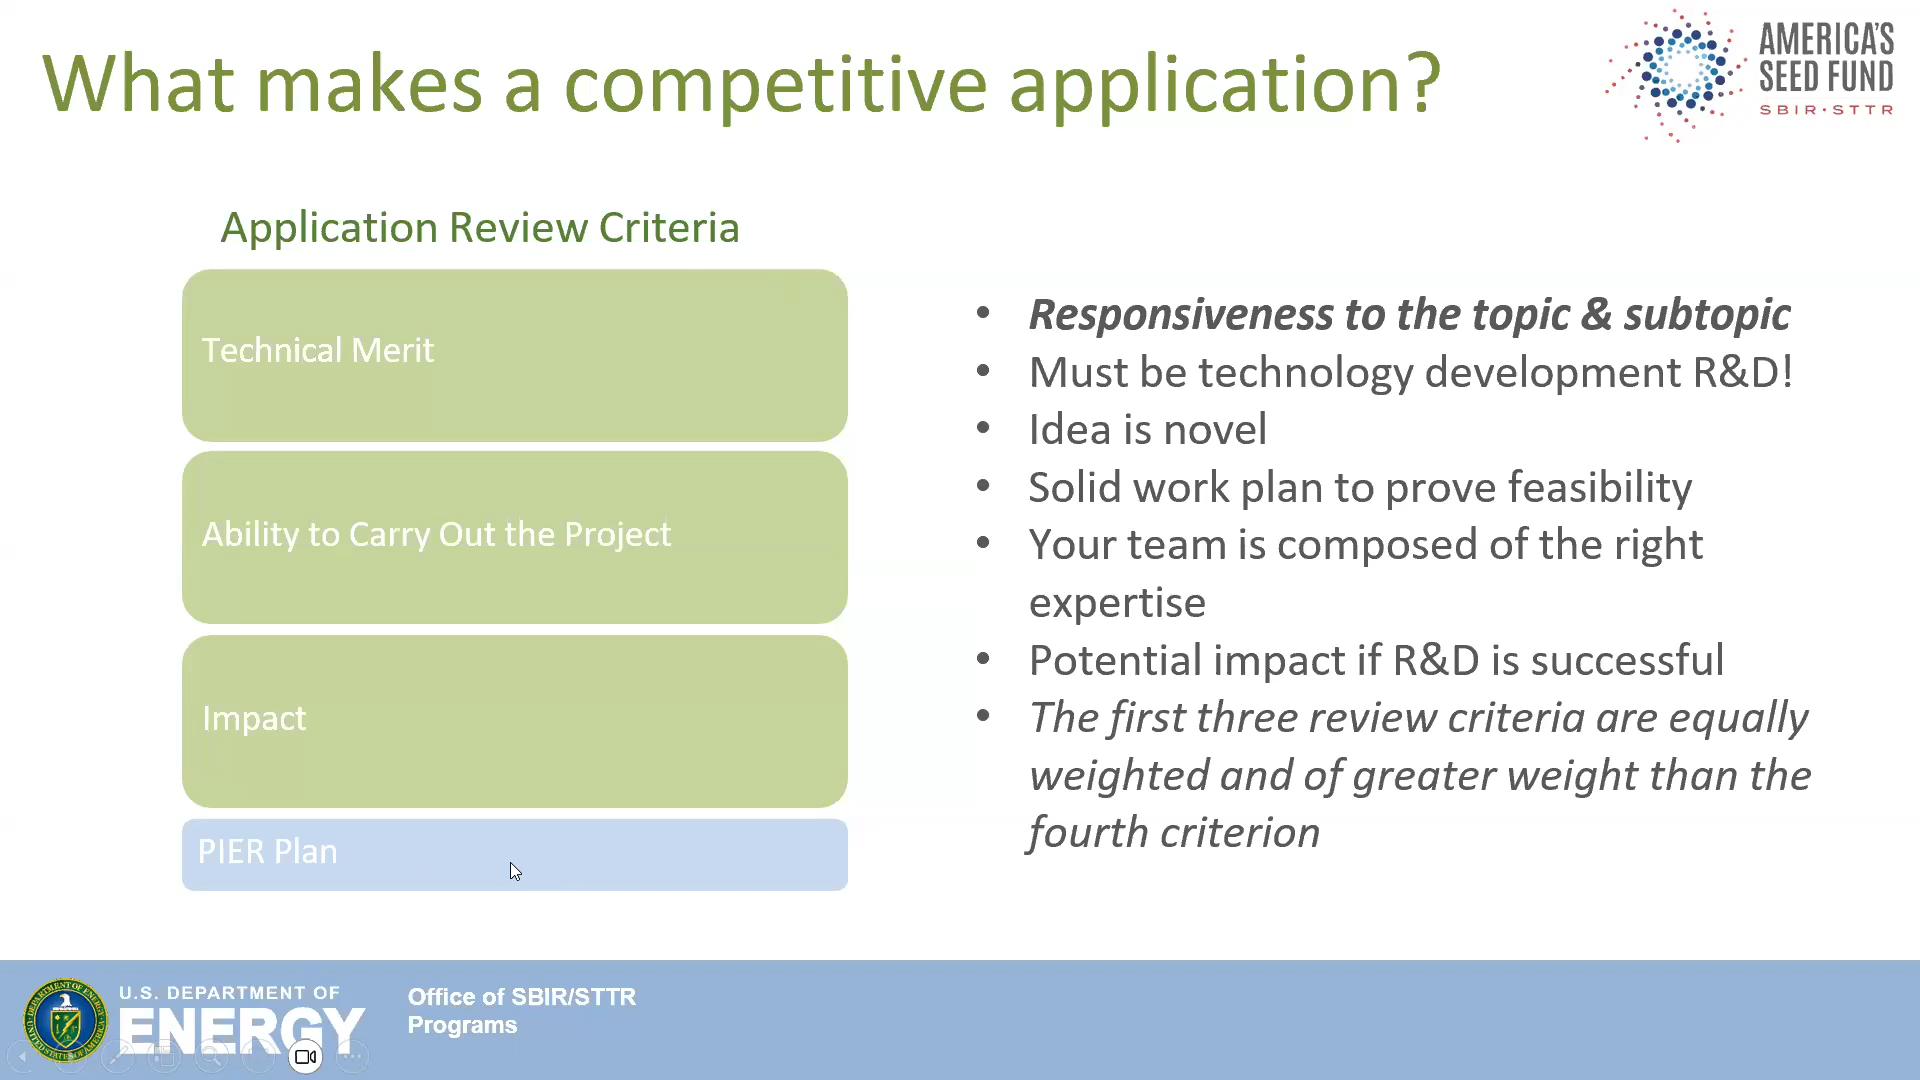 What makes a competitive application?
AMERICA'S
SEED FUND
SBIR·STTR
Application Review Criteria
Technical Merit
Ability to Carry Out the Project
Impact
PIER Plan
• Responsiveness to the topic & subtopic
• Must be technology development R&D!
• Idea is novel
• Solid work plan to prove feasibility
• Your team is composed of the right
expertise
• Potential impact if R&D is successful
• The first three review criteria are equally
weighted and of greater weight than the
fourth criterion
U.S. DEPARTMENT OF
ENERGY
Office of SBIR/STTR
Programs